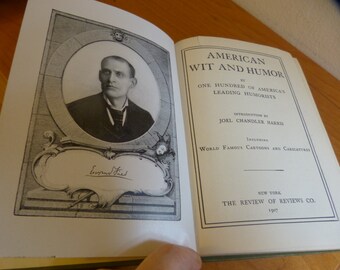 AMERICAN
WIT AND HUMOR
BY
ONE HUNDRED OF AMERICA'S
LEADING HUMORISTS
INTRODUCTION BY
JOEL CHANDLER HARRIS
INCLUDING
WORLD FAMOUS CARTOONS AND CARICATURES
NEW YORK
THE REVIEW OF REVIEWS CO.
1907